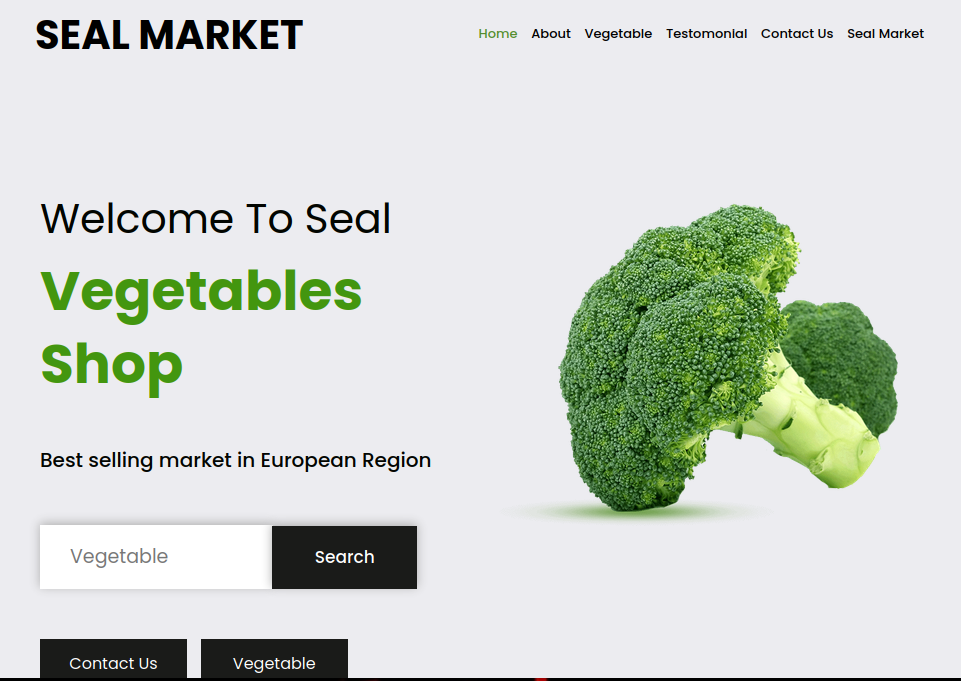 SEAL MARKET
Home About Vegetable Testomonial Contact Us Seal Market
Welcome To Seal
Vegetables
Shop
Best selling market in European Region
Vegetable Search
Contact Us Vegetable